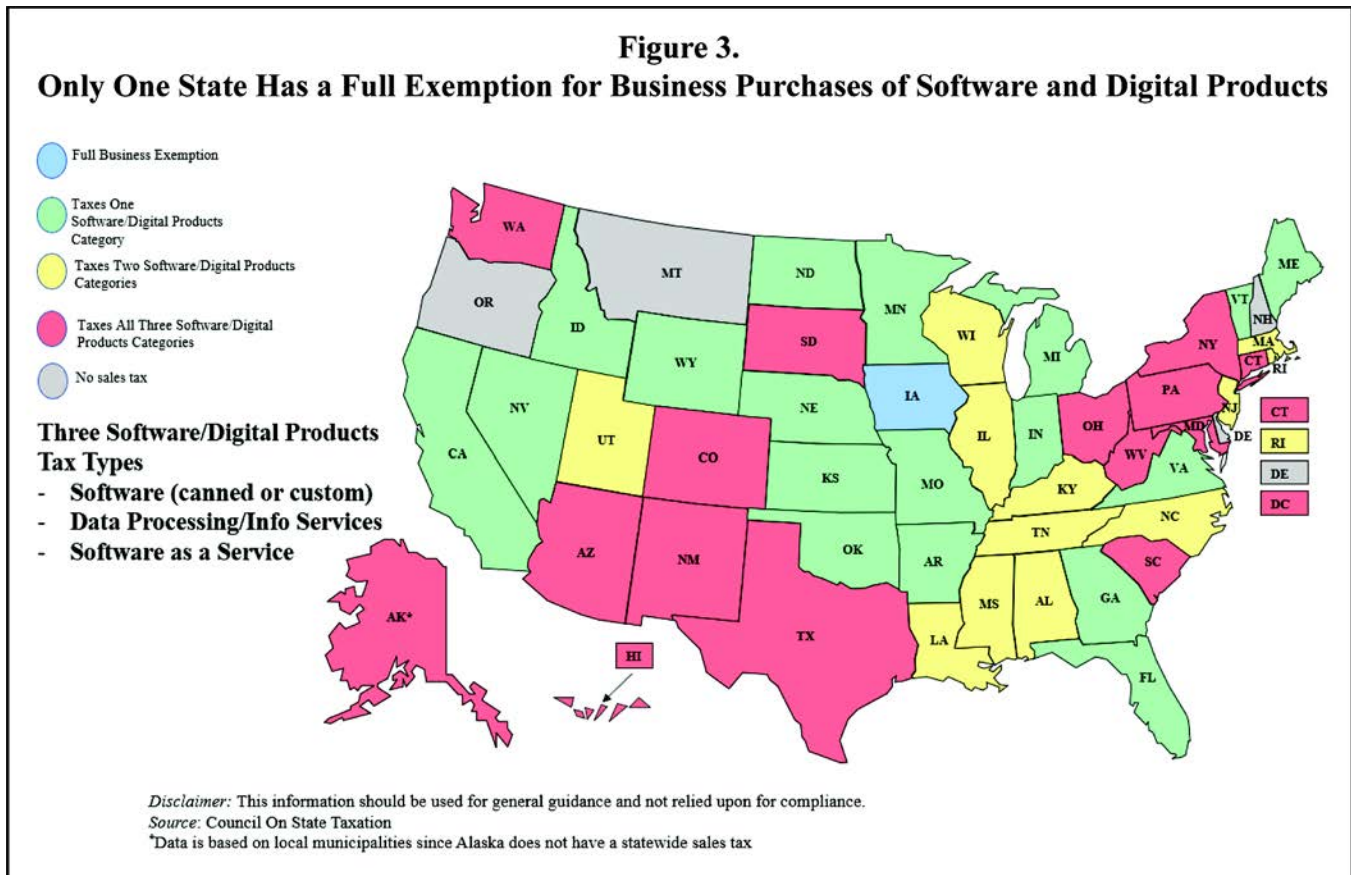 Figure 3.
Only One State Has a Full Exemption for Business Purchases of Software and Digital Products
Full Business Exemption
Taxes One
Software/Digital Products
Category
Taxes Two Software/Digital Products
Categories
Taxes All Three Software/Digital
Products Categories
No sales tax
Three Software/Digital Products
Tax Types
- Software (canned or custom)
- Data Processing/Info Services
- Software as a Service
WA
OR
MT
ID
WY
ND
SD
MN
WI
MI
ME
VT
NH
MA
CT
RI
NY
PA
NJ
MD
DE
CA
NV
UT
CO
NE
KS
IA
MO
IL
IN
OH
WV
VA
KY
TN
NC
SC
AZ
NM
TX
OK
AR
LA
MS
AL
GA
FL
AK*
HI
CT
RI
DE
DC
Disclaimer: This information should be used for general guidance and not relied upon for compliance.
Source: Council On State Taxation
*Data is based on local municipalities since Alaska does not have a statewide sales tax